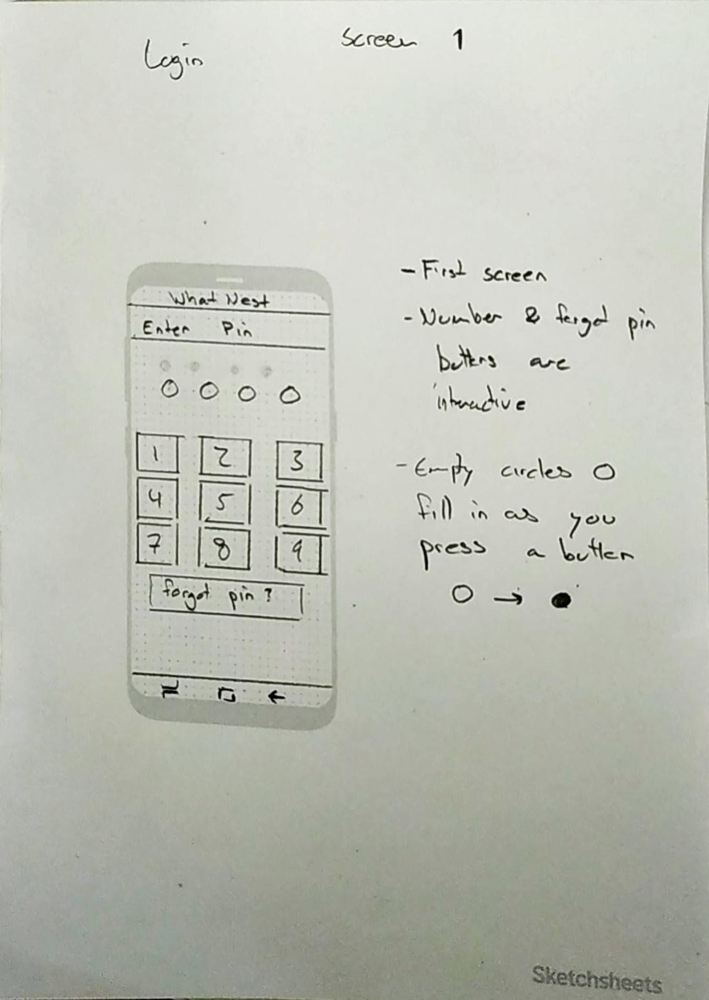 Login
Screen 1
What Nest
Enter Pin
1 2 3
4 5 6
7 8 9
forgot pin?
- First screen
- Number & forgot pin
buttons are
interactive
- Empty circles O
fill in as you
press a button
O → ●
Sketchsheets